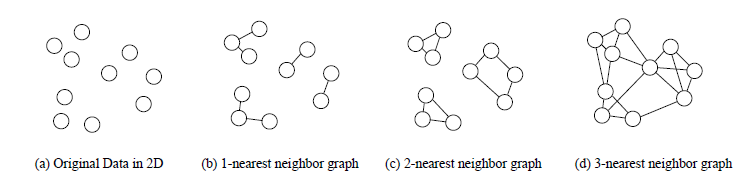 (a) Original Data in 2D
(b) 1-nearest neighbor graph
(c) 2-nearest neighbor graph
(d) 3-nearest neighbor graph